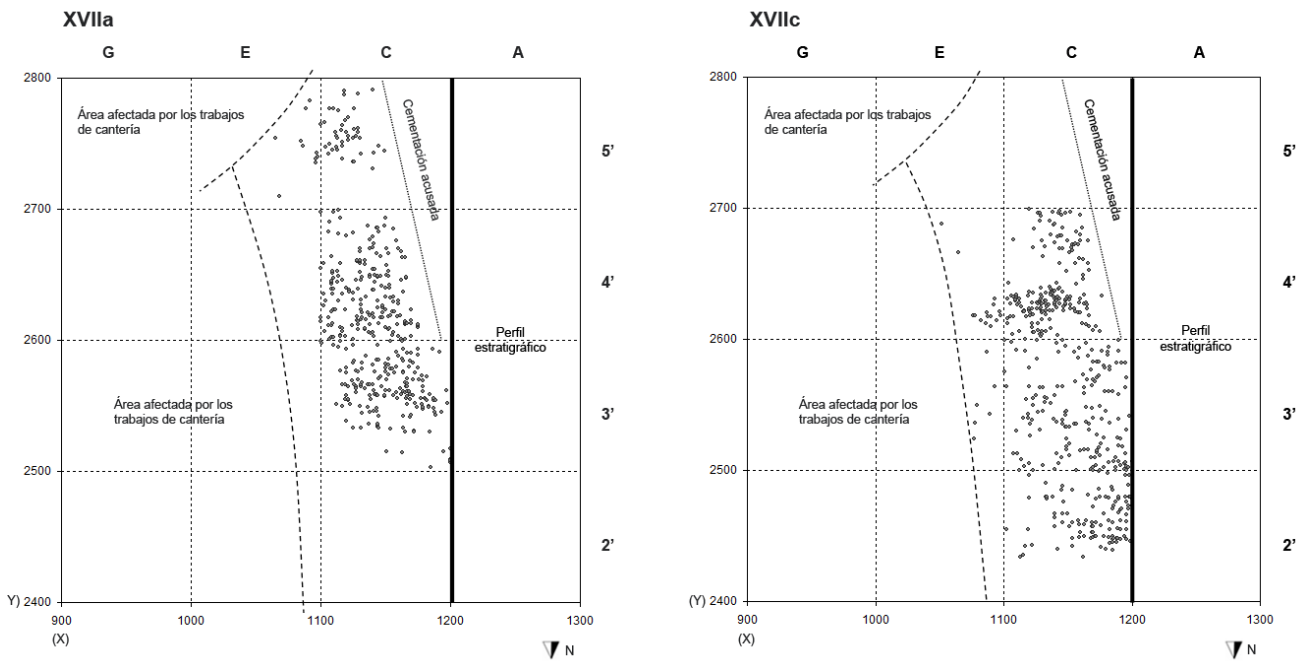 XVIIa
G E C A
2800
Área afectada por los trabajos
de cantería
Cementación acusada
5’
2700
4’
2600
Perfil
estratigráfico
Área afectada por los
trabajos de cantería
3’
2500
2’
Y) 2400
900 1000 1100 1200 1300
(X)
N
XVIIc
G E C A
2800
Área afectada por los trabajos
de cantería
Cementación acusada
5’
2700
4’
2600
Perfil
estratigráfico
Área afectada por los
trabajos de cantería
3’
2500
2’
(Y) 2400
900 1000 1100 1200 1300
(X)
N